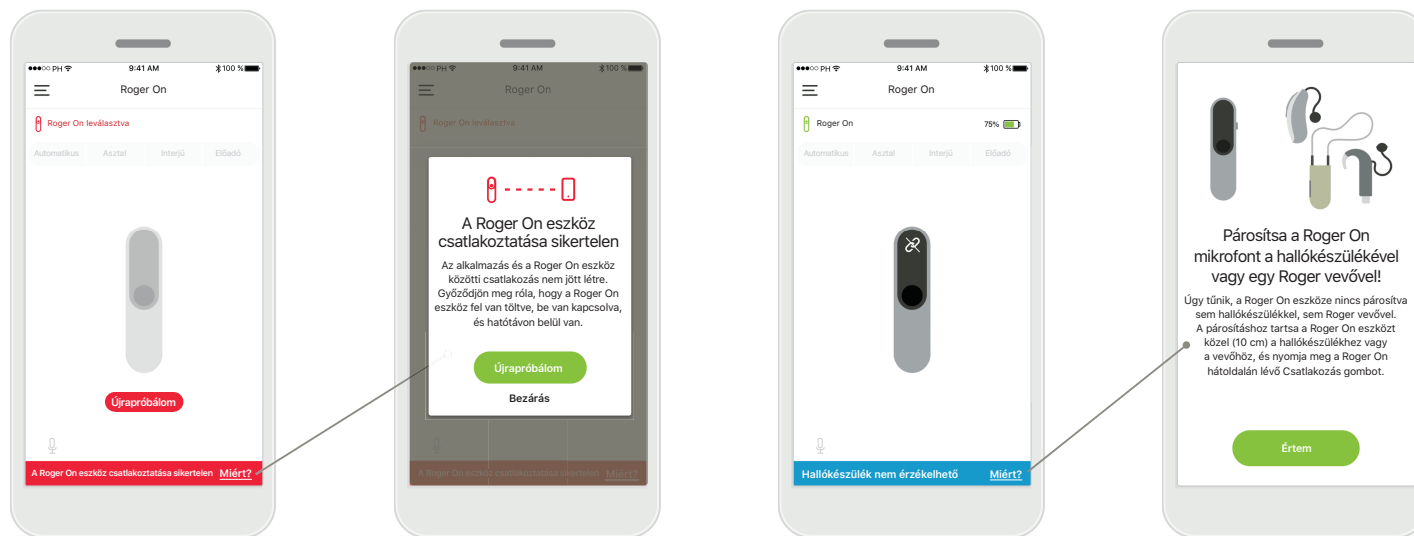 ●●●○○ PH 9:41 AM 100 %
Roger On
Roger On leválasztva
Automatikus Asztal Interjú Előadó
Újrapróbálom
A Roger On eszköz csatlakoztatása sikertelen Miért?
●●●○○ PH 9:41 AM 100 %
Roger On
Roger On leválasztva
A Roger On eszköz
csatlakoztatása sikertelen
Az alkalmazás és a Roger On eszköz
közötti csatlakozás nem jött létre.
Győződjön meg róla, hogy a Roger On
eszköz fel van töltve, be van kapcsolva,
és hatótávon belül van.
Újrapróbálom
Bezárás
A Roger On eszköz csatlakoztatása sikertelen Miért?
●●●○○ PH 9:41 AM 100 %
Roger On
Roger On 75%
Automatikus Asztal Interjú Előadó
Hallókészülék nem érzékelhető Miért?
Párosítsa a Roger On
mikrofont a hallókészülékével
vagy egy Roger vevővel!
Úgy tűnik, a Roger On eszköze nincs párosítva
sem hallókészülékkel, sem Roger vevővel.
A párosításhoz tartsa a Roger On eszközt
közel (10 cm) a hallókészülékhez vagy
a vevőhöz, és nyomja meg a Roger On
hátoldalán lévő Csatlakozás gombot.
Értem